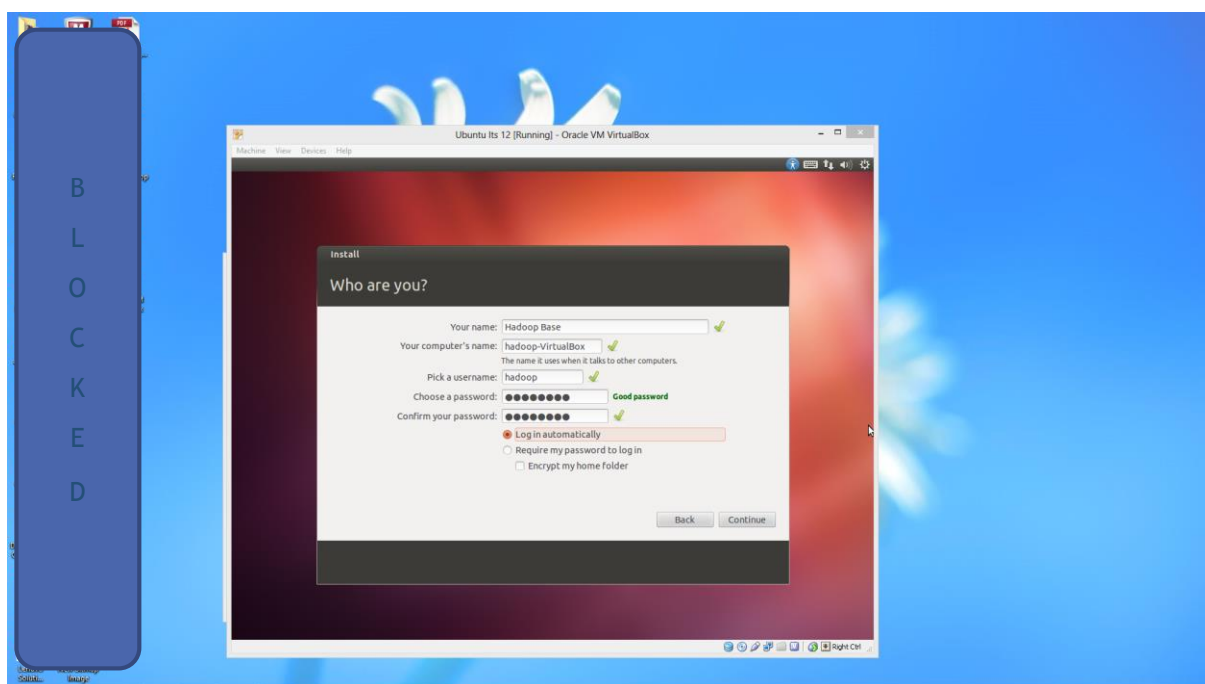 PDF
B
L
O
C
K
E
D
Ubuntu lts 12 [Running] - Oracle VM VirtualBox
Machine View Devices Help
Install
Who are you?
Your name: Hadoop Base
Your computer's name: hadoop-VirtualBox
The name it uses when it talks to other computers.
Pick a username: hadoop
Choose a password: ●●●●●●●● Good password
Confirm your password: ●●●●●●●●
Log in automatically
Require my password to log in
Encrypt my home folder
Back Continue
Right Ctrl
Image